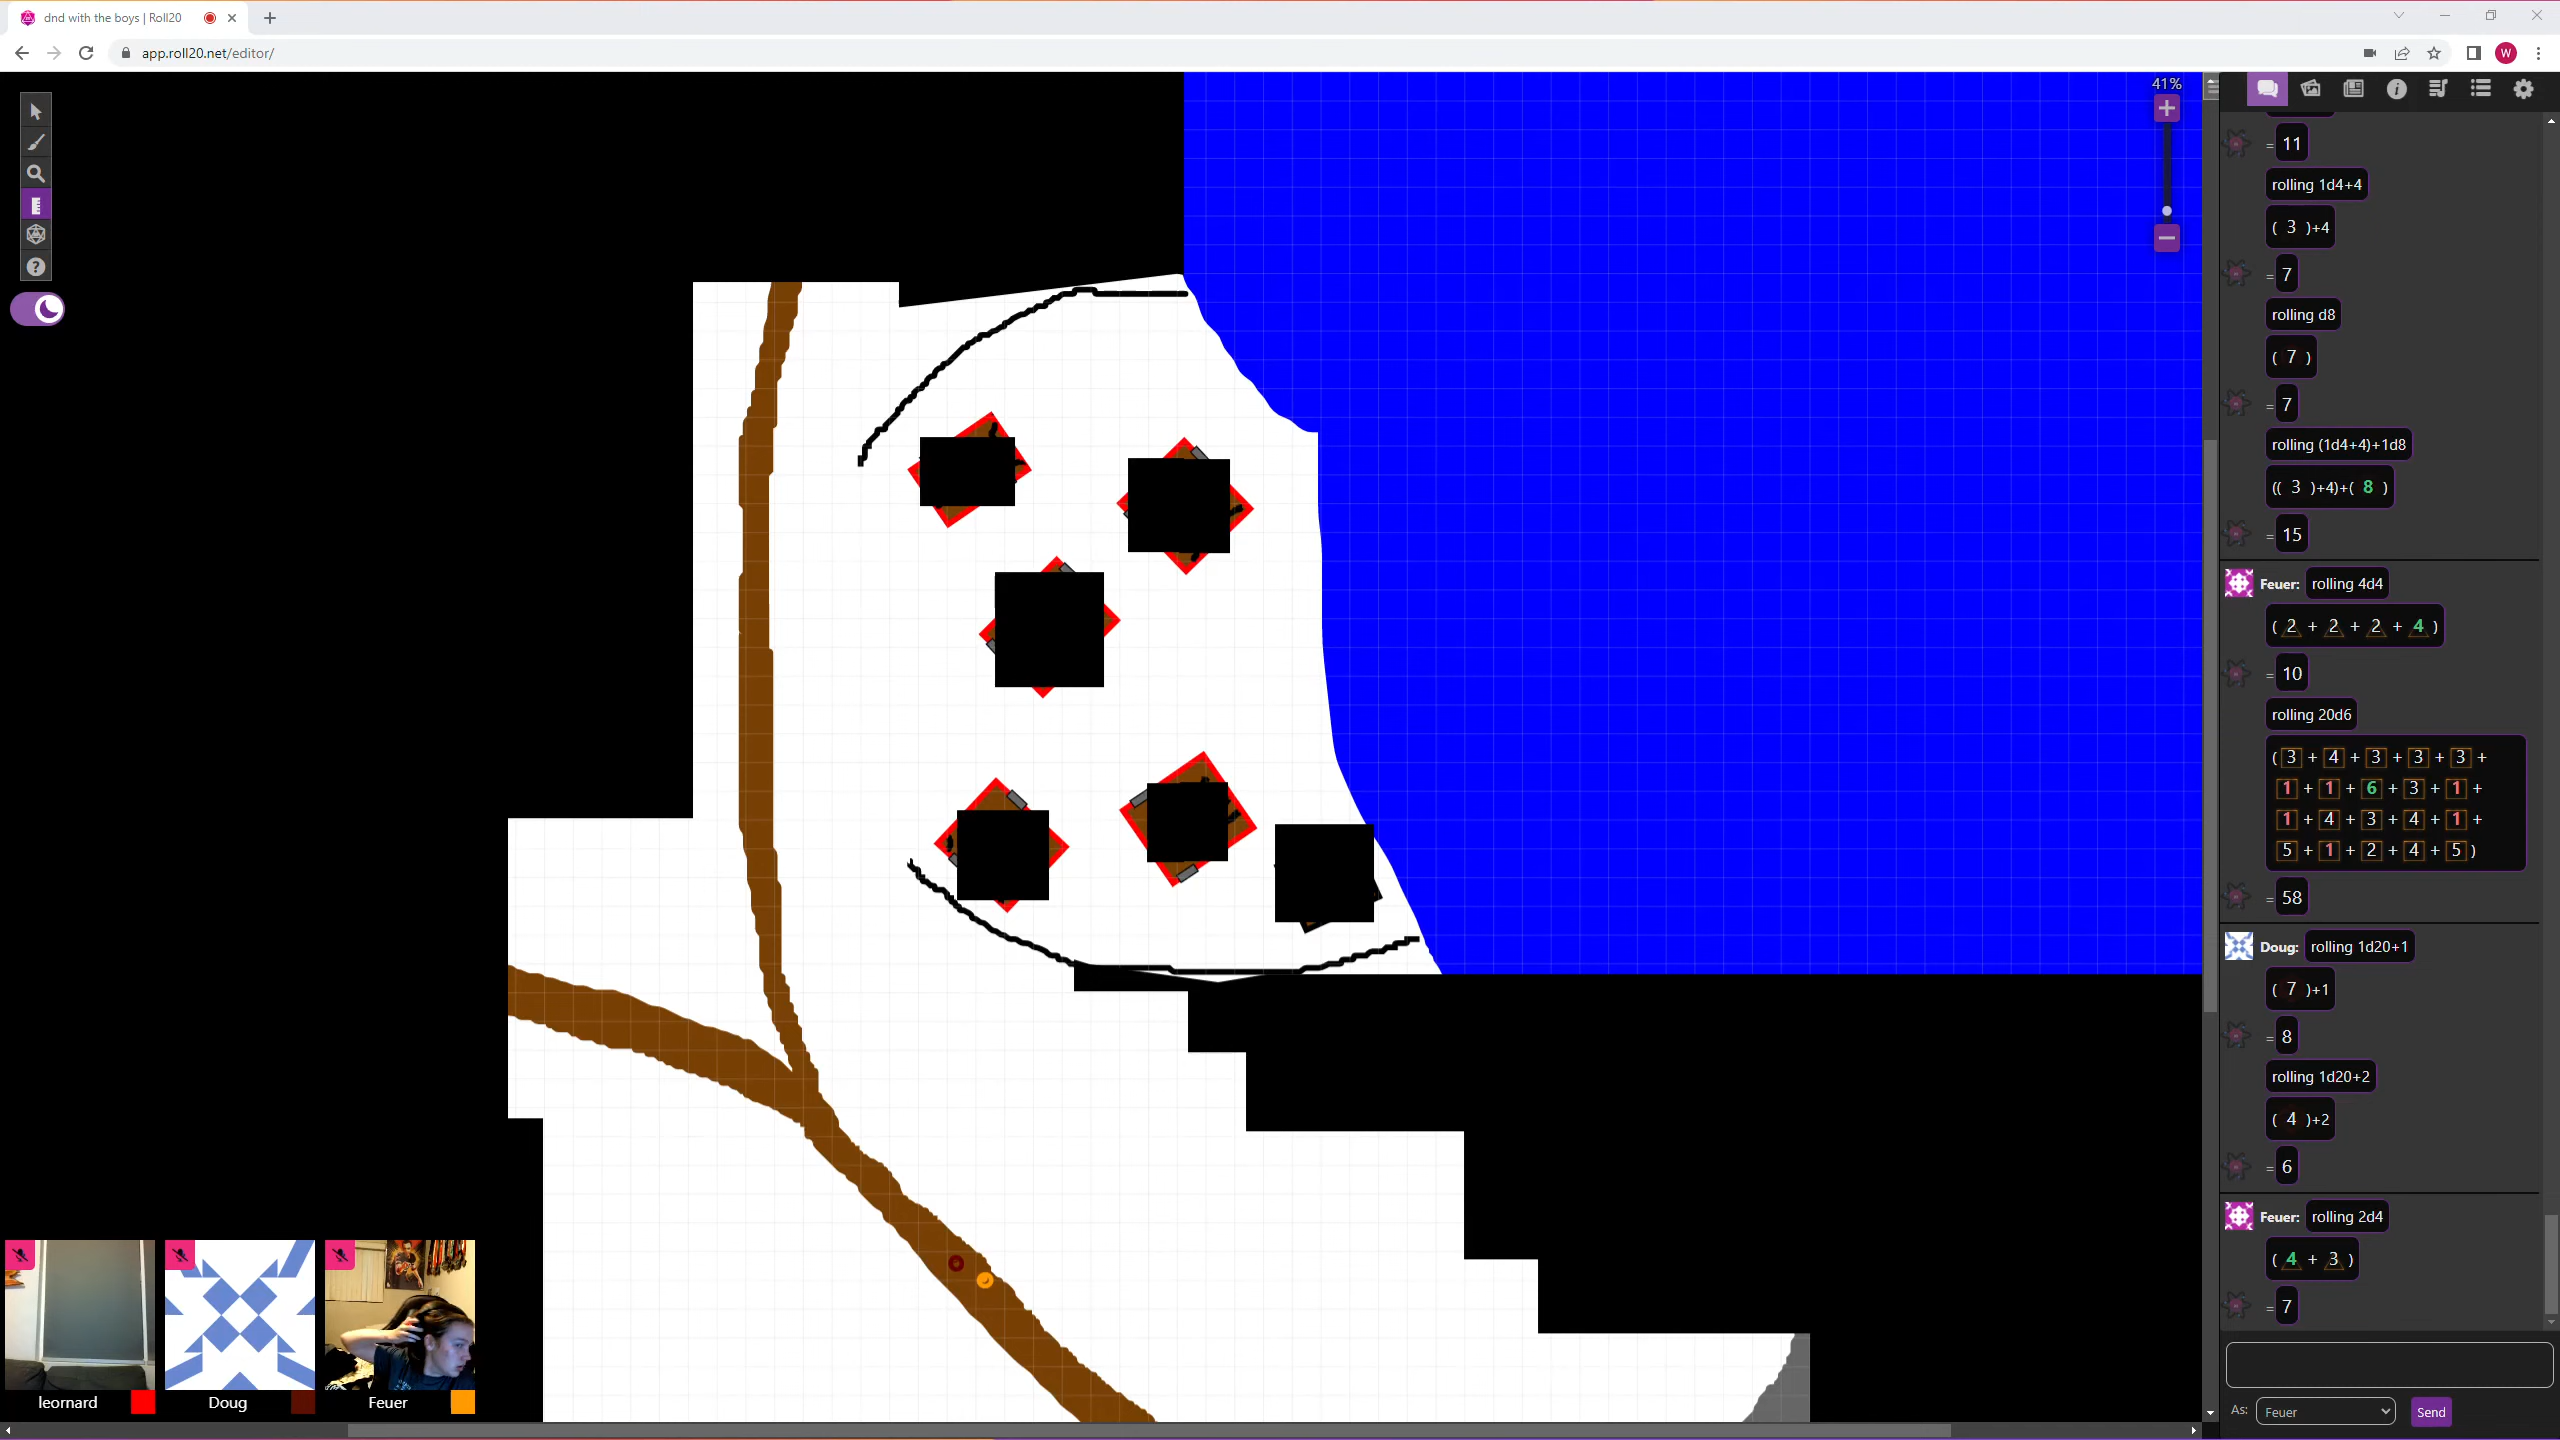 dnd with the boys | Roll20
app.roll20.net/editor/
W
41%
= 11
rolling 1d4+4
( 3 )+4
= 7
rolling d8
( 7 )
= 7
rolling (1d4+4)+1d8
(( 3 )+4)+( 8 )
= 15
Feuer: rolling 4d4
( 2 + 2 + 2 + 4 )
= 10
rolling 20d6
( 3 + 4 + 3 + 3 + 3 +
1 + 1 + 6 + 3 + 1 +
1 + 4 + 3 + 4 + 1 +
5 + 1 + 2 + 4 + 5 )
= 58
Doug: rolling 1d20+1
( 7 )+1
= 8
rolling 1d20+2
( 4 )+2
= 6
Feuer: rolling 2d4
( 4 + 3 )
= 7
leornard
Doug
Feuer
As: Feuer
Send